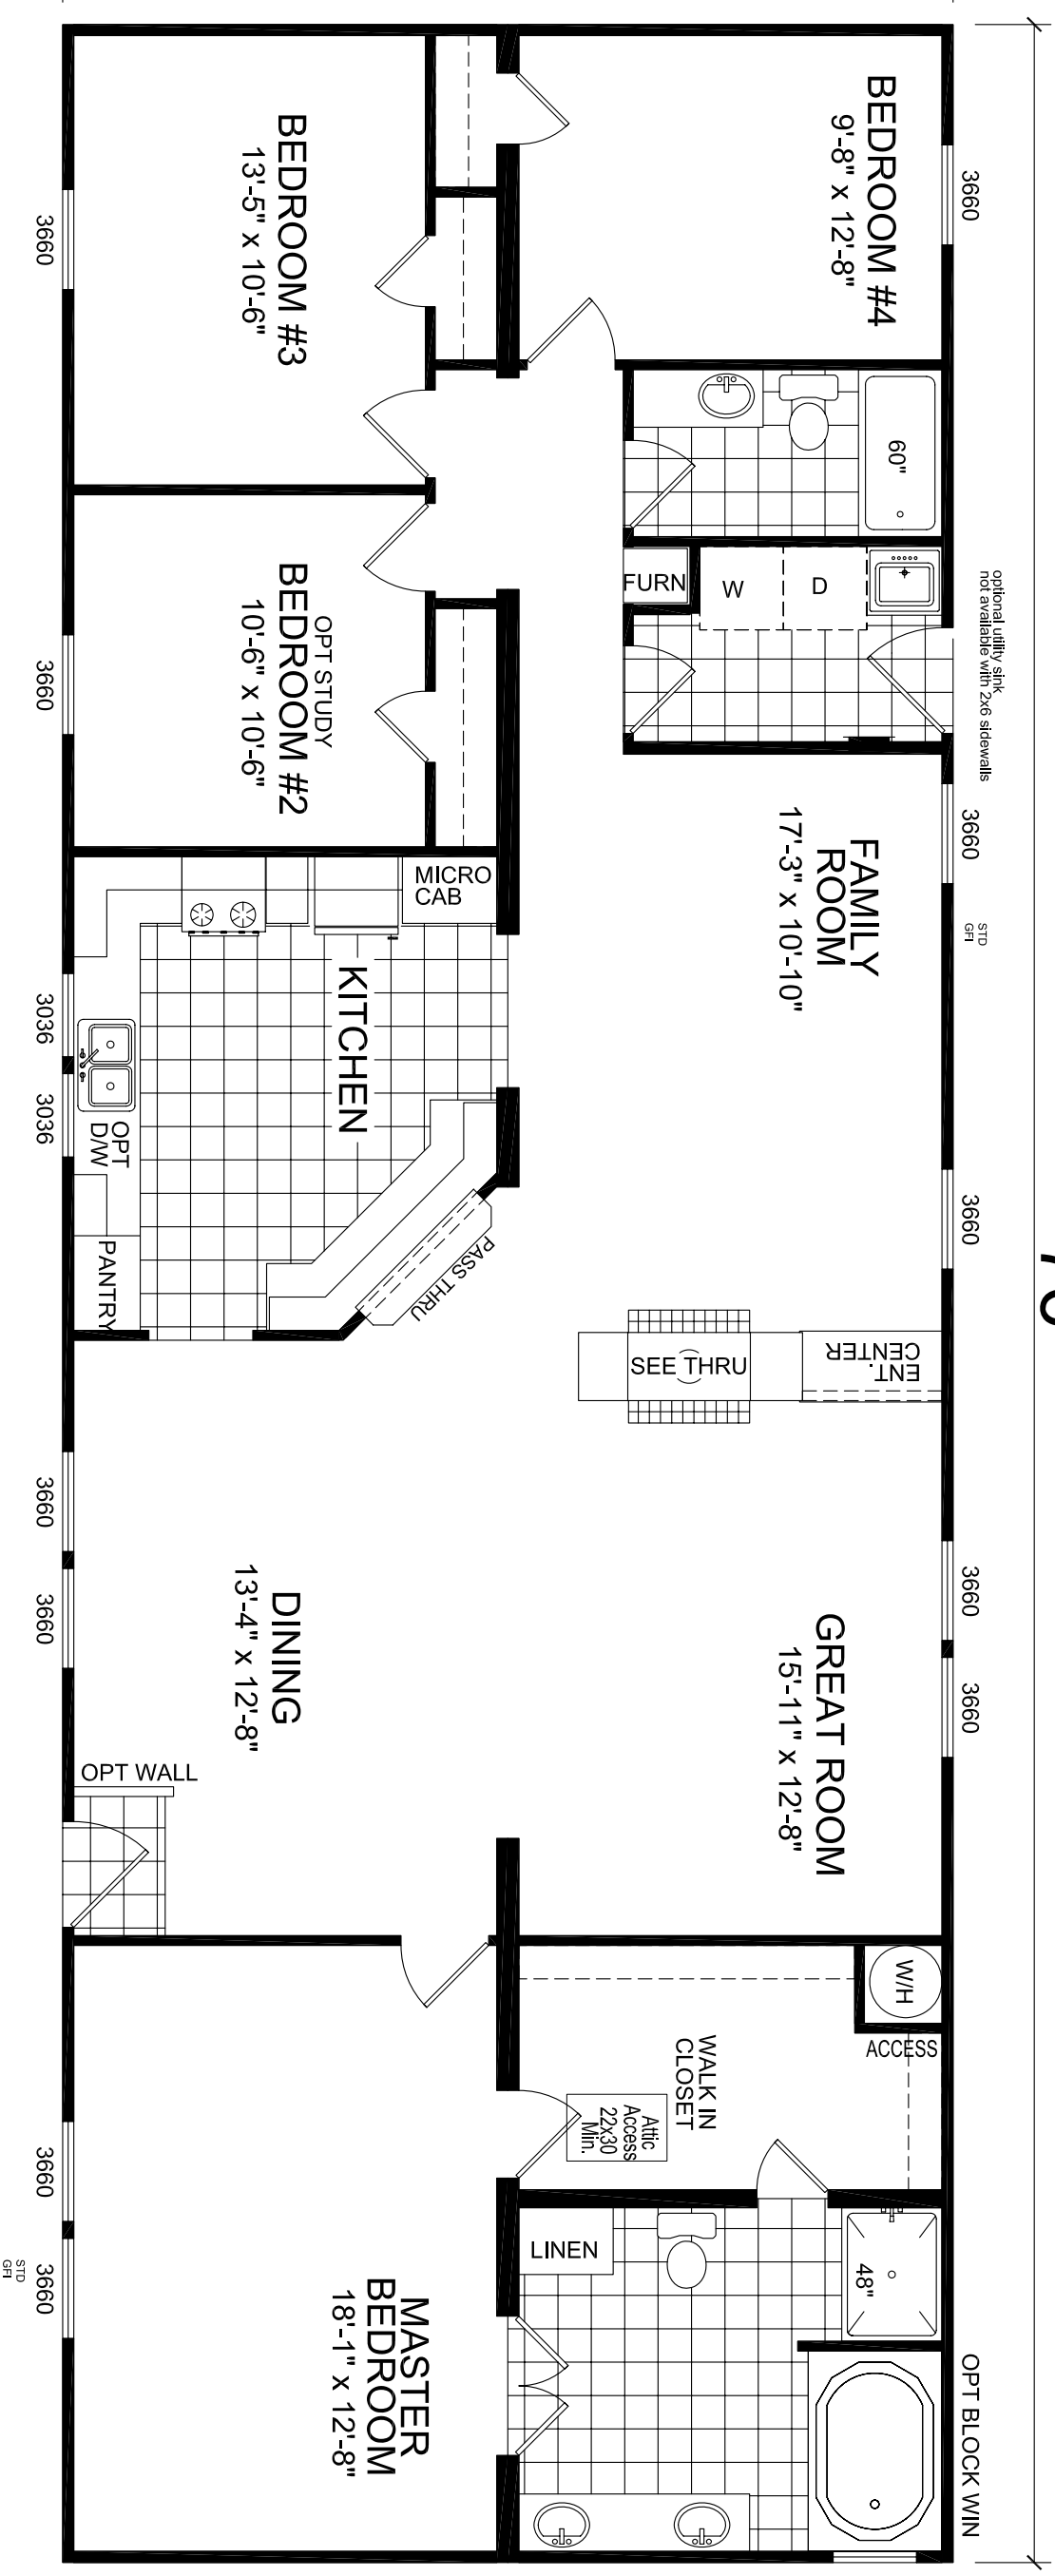 BEDROOM #4
9'-8" x 12'-8"
3660
BEDROOM #3
13'-5" x 10'-6"
3660
60"
FURN
W
D
optional utility sink
not available with 2x6 sidewalls
OPT STUDY
BEDROOM #2
10'-6" x 10'-6"
3660
3660
FAMILY
ROOM
17'-3" x 10'-10"
STD
GFI
MICRO
CAB
KITCHEN
3036
3036
OPT
D/W
PANTRY
PASS THRU
3660
SEE THRU
ENT.
CENTER
3660
3660
DINING
13'-4" x 12'-8"
3660
3660
GREAT ROOM
15'-11" x 12'-8"
OPT WALL
W/H
ACCESS
WALK IN
CLOSET
Attic
Access
22x30
Min.
3660
3660
STD
GFI
LINEN
48"
MASTER
BEDROOM
18'-1" x 12'-8"
OPT BLOCK WIN